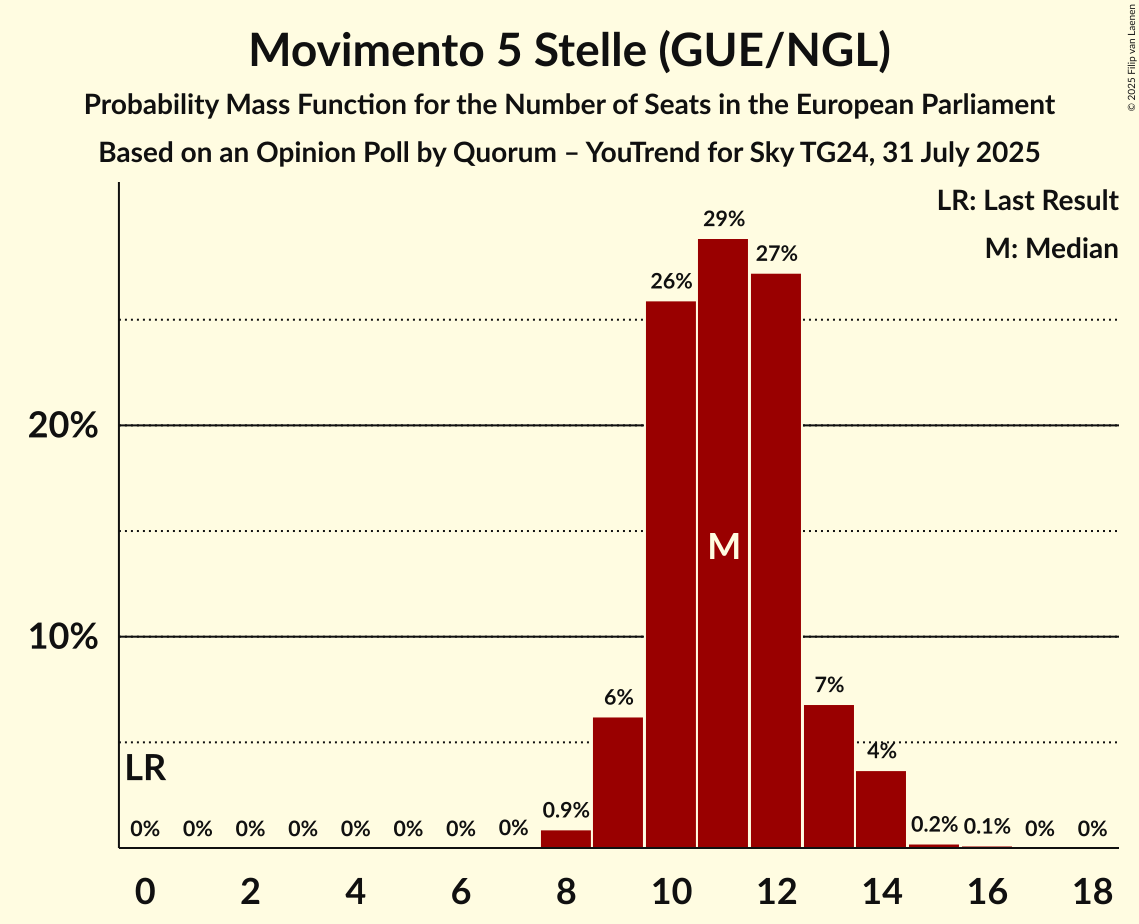 Movimento 5 Stelle (GUE/NGL)
Probability Mass Function for the Number of Seats in the European Parliament
Based on an Opinion Poll by Quorum – YouTrend for Sky TG24, 31 July 2025
© 2025 Filip van Laenen
LR: Last Result
M: Median
29%
27%
26%
20%
M
10%
7%
6%
4%
LR
0% 0% 0% 0% 0% 0% 0% 0% 0.9% 0.2% 0.1% 0% 0%
0 2 4 6 8 10 12 14 16 18